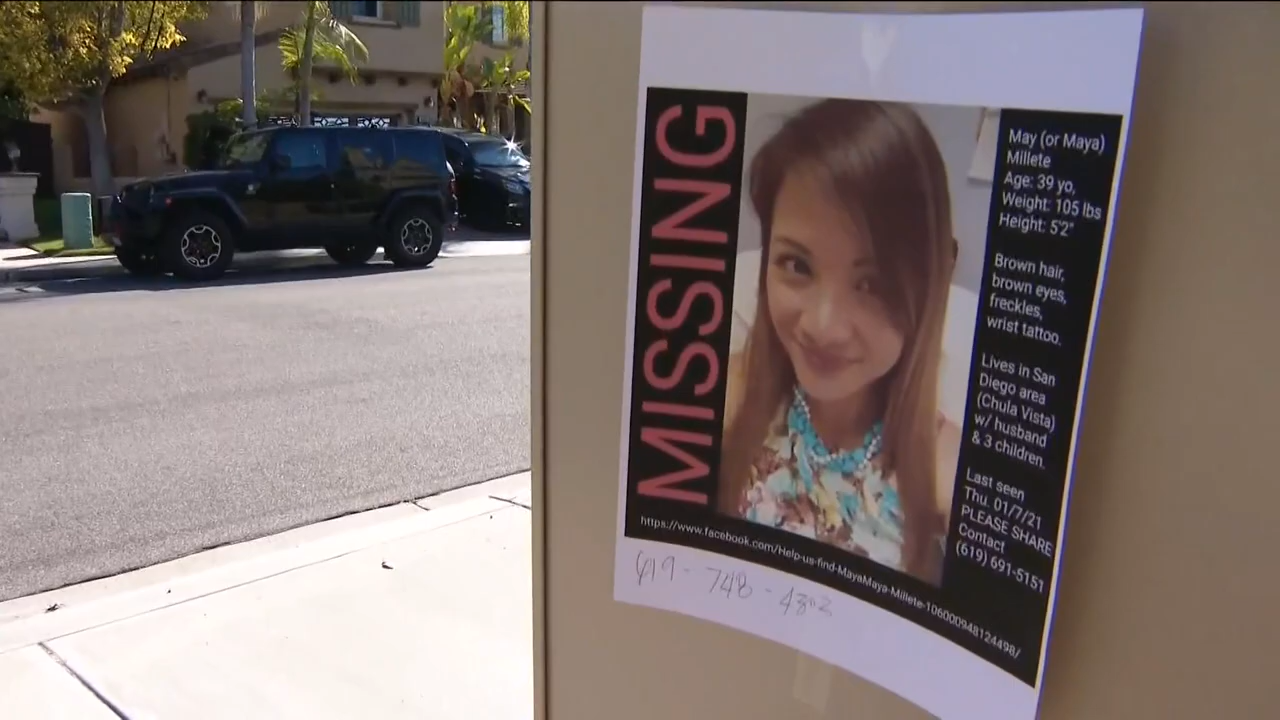 MISSING
May (or Maya)
Millete
Age: 39 yo,
Weight: 105 lbs
Height: 5'2"
Brown hair,
brown eyes,
freckles,
wrist tattoo.
Lives in San
Diego area
(Chula Vista)
w/ husband
& 3 children.
Last seen
Thu. 01/7/21
PLEASE SHARE
Contact
(619) 691-5151
https://www.facebook.com/Help-us-find-MayaMaya-Millete-106000948124498/
619-748-